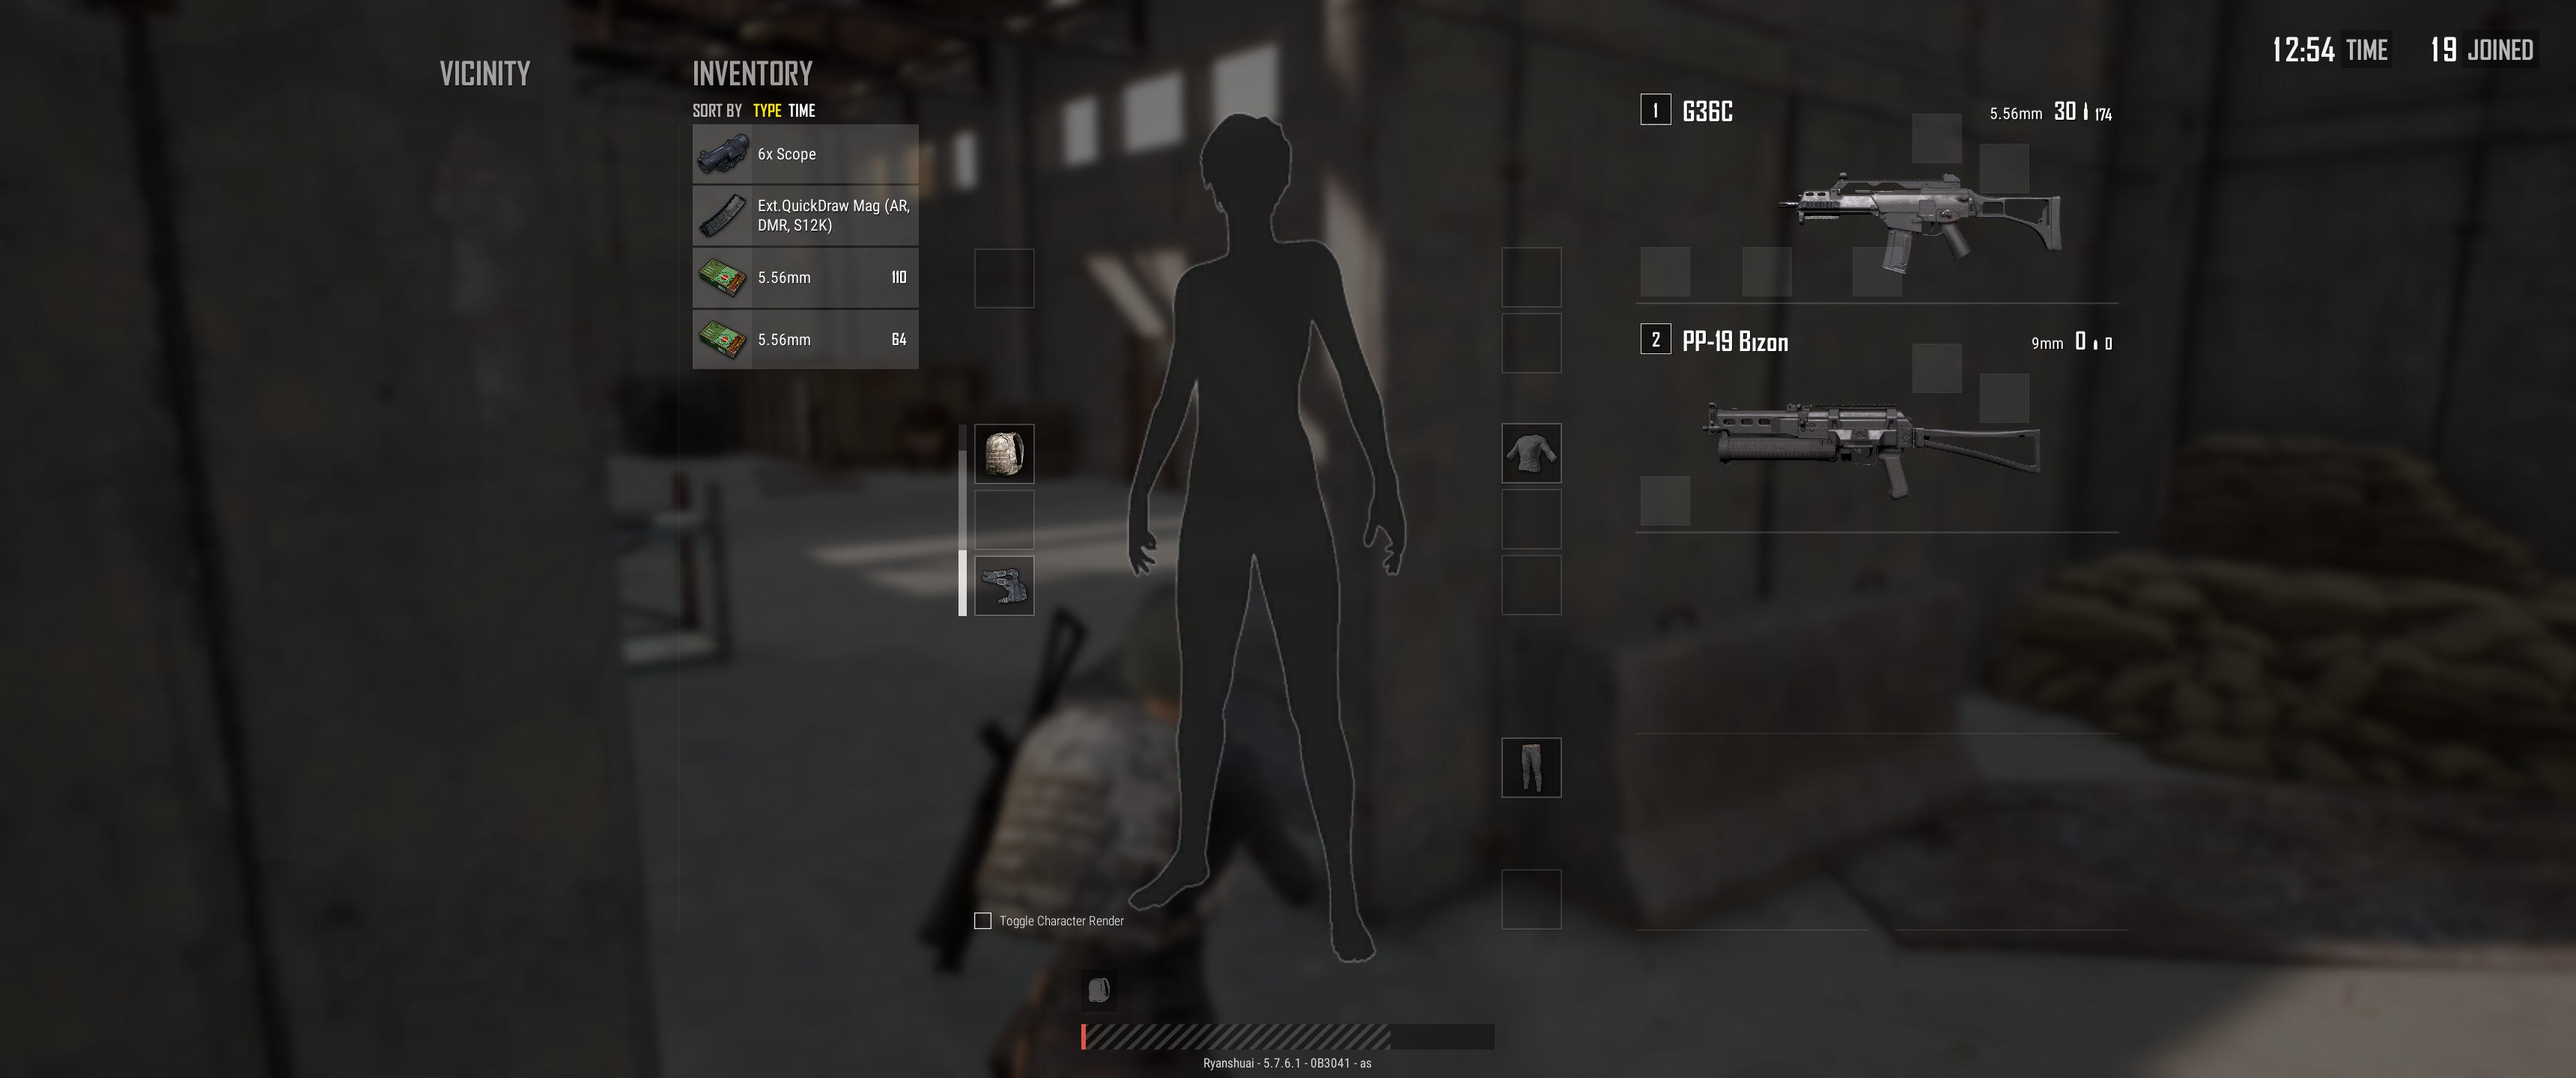 VICINITY
INVENTORY
SORT BY TYPE TIME
6x Scope
Ext.QuickDraw Mag (AR,
DMR, S12K)
5.56mm 110
5.56mm 64
Toggle Character Render
12:54 TIME 19 JOINED
1 G36C 5.56mm 30 174
2 PP-19 Bizon 9mm 0 0
Ryanshuai - 5.7.6.1 - 0B3041 - as